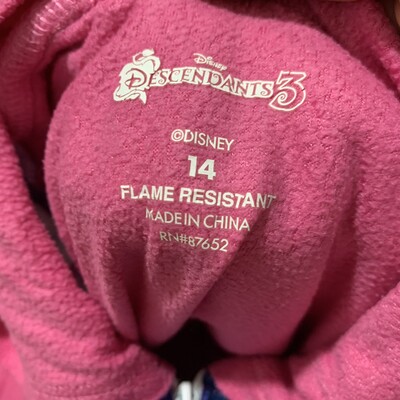 Disney
DESCENDANTS 3
©DISNEY
14
FLAME RESISTANT
MADE IN CHINA
RN#87652